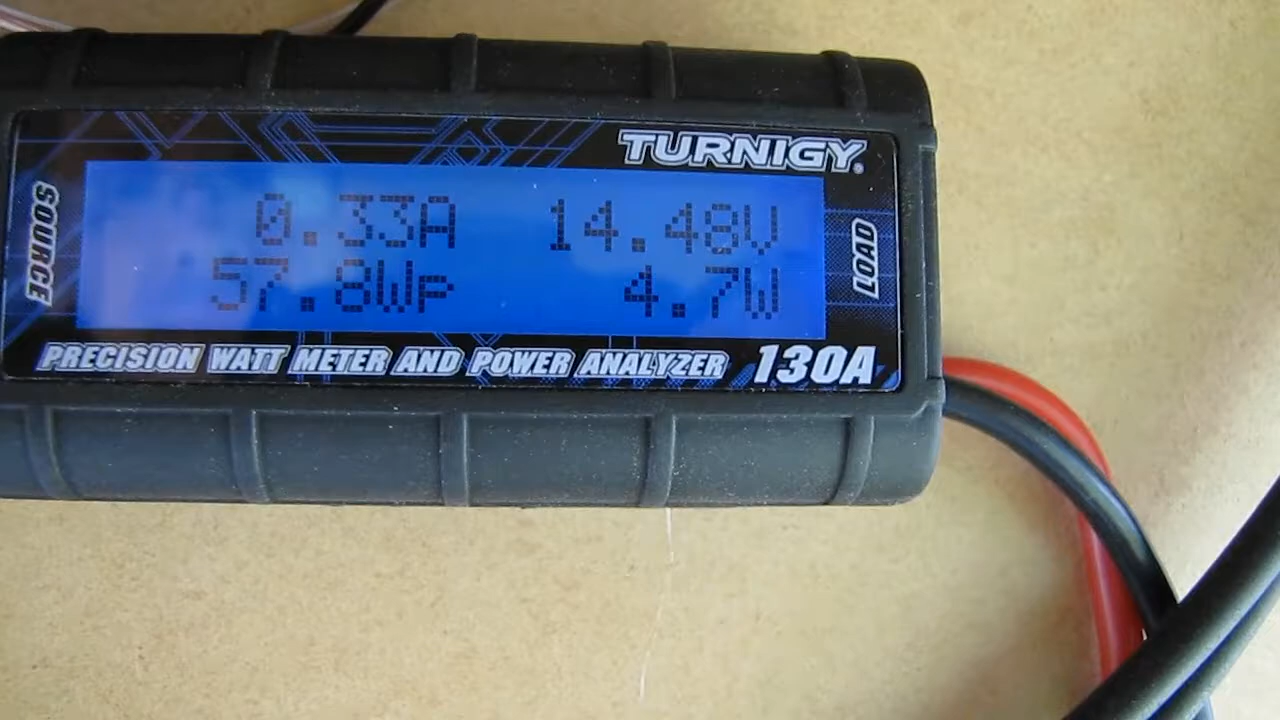 TURNIGY.
SOURCE
0.33A 14.48V
57.8Wp 4.7W
LOAD
PRECISION WATT METER AND POWER ANALYZER 130A